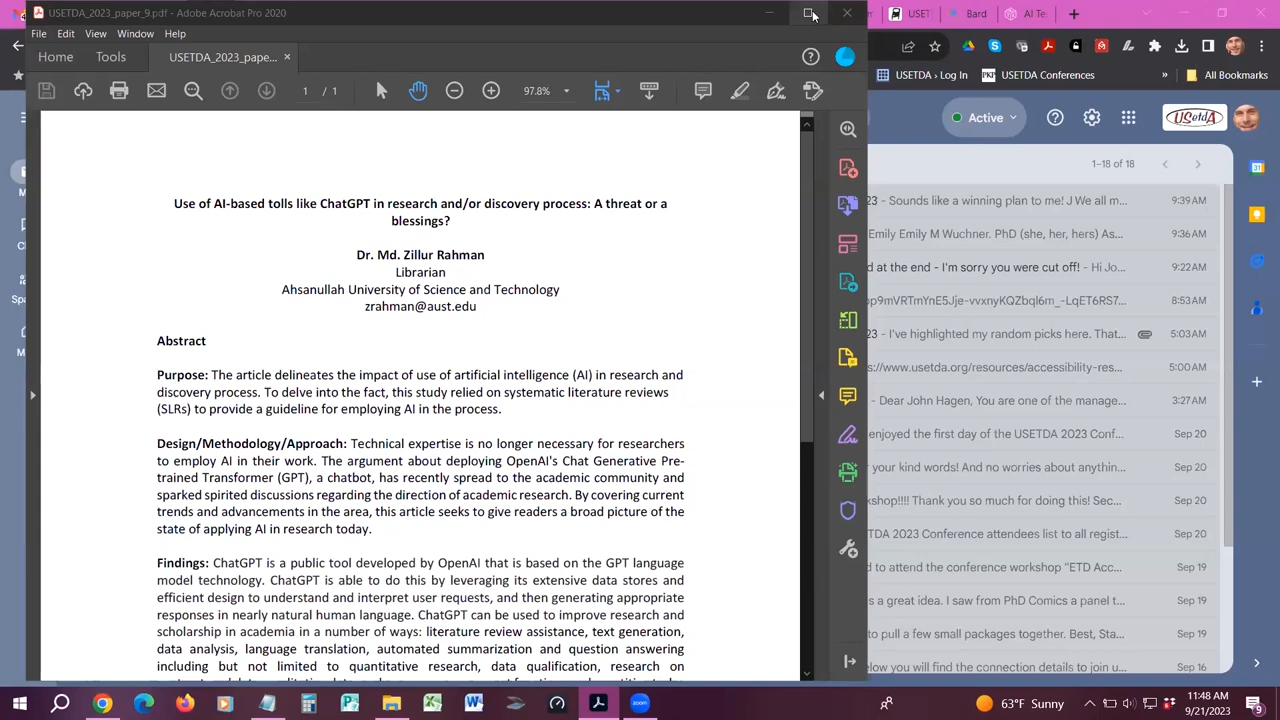 USETDA_2023_paper_9.pdf - Adobe Acrobat Pro 2020
USET
Bard
AI Te
File Edit View Window Help
Home Tools USETDA_2023_pape... ×
1 / 1 97.8%
USETDA › Log In PKP USETDA Conferences » All Bookmarks
Active
USetdA
1–18 of 18
Use of AI-based tolls like ChatGPT in research and/or discovery process: A threat or a
blessings?
Dr. Md. Zillur Rahman
Librarian
Ahsanullah University of Science and Technology
zrahman@aust.edu
Abstract
Purpose: The article delineates the impact of use of artificial intelligence (AI) in research and
discovery process. To delve into the fact, this study relied on systematic literature reviews
(SLRs) to provide a guideline for employing AI in the process.
Design/Methodology/Approach: Technical expertise is no longer necessary for researchers
to employ AI in their work. The argument about deploying OpenAI's Chat Generative Pre-
trained Transformer (GPT), a chatbot, has recently spread to the academic community and
sparked spirited discussions regarding the direction of academic research. By covering current
trends and advancements in the area, this article seeks to give readers a broad picture of the
state of applying AI in research today.
Findings: ChatGPT is a public tool developed by OpenAI that is based on the GPT language
model technology. ChatGPT is able to do this by leveraging its extensive data stores and
efficient design to understand and interpret user requests, and then generating appropriate
responses in nearly natural human language. ChatGPT can be used to improve research and
scholarship in academia in a number of ways: literature review assistance, text generation,
data analysis, language translation, automated summarization and question answering
including but not limited to quantitative research, data qualification, research on
23 - Sounds like a winning plan to me! J We all m... 9:39 AM
Emily Emily M Wuchner. PhD (she, her, hers) As... 9:36 AM
d at the end - I'm sorry you were cut off! - Hi Jo... 9:22 AM
p9mVRTmYnE5Jje-vvxnyKQZbqI6m_-LqET6RS7... 8:53 AM
23 - I've highlighted my random picks here. That... 5:03 AM
s://www.usetda.org/resources/accessibility-res... 5:00 AM
- Dear John Hagen, You are one of the manage... 3:27 AM
enjoyed the first day of the USETDA 2023 Conf... Sep 20
your kind words! And no worries about anythin... Sep 20
kshop!!!! Thank you so much for doing this! Sec... Sep 20
DA 2023 Conference attendees list to all regist... Sep 20
d to attend the conference workshop "ETD Acc... Sep 19
s a great idea. I saw from PhD Comics a panel t... Sep 19
to pull a few small packages together. Best, Sta... Sep 19
elow you will find the connection details to join u... Sep 16
63°F Sunny
11:48 AM
9/21/2023